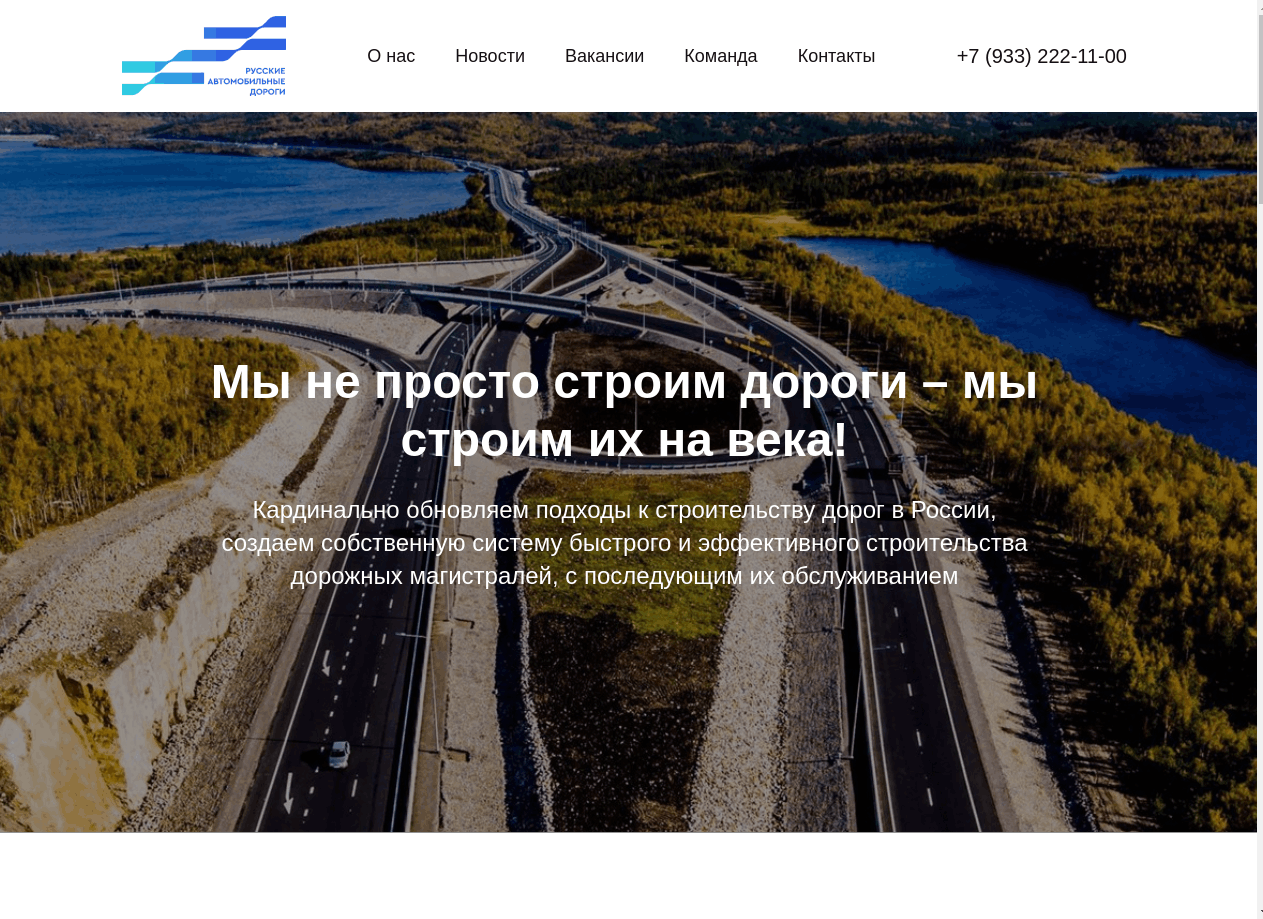 РУССКИЕ
АВТОМОБИЛЬНЫЕ
ДОРОГИ
О нас Новости Вакансии Команда Контакты +7 (933) 222-11-00
Мы не просто строим дороги – мы
строим их на века!
Кардинально обновляем подходы к строительству дорог в России,
создаем собственную систему быстрого и эффективного строительства
дорожных магистралей, с последующим их обслуживанием